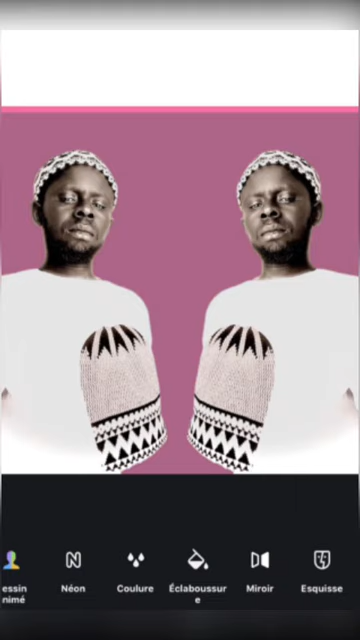 essin
nimé
Néon
Coulure
Éclaboussur
e
Miroir
Esquisse